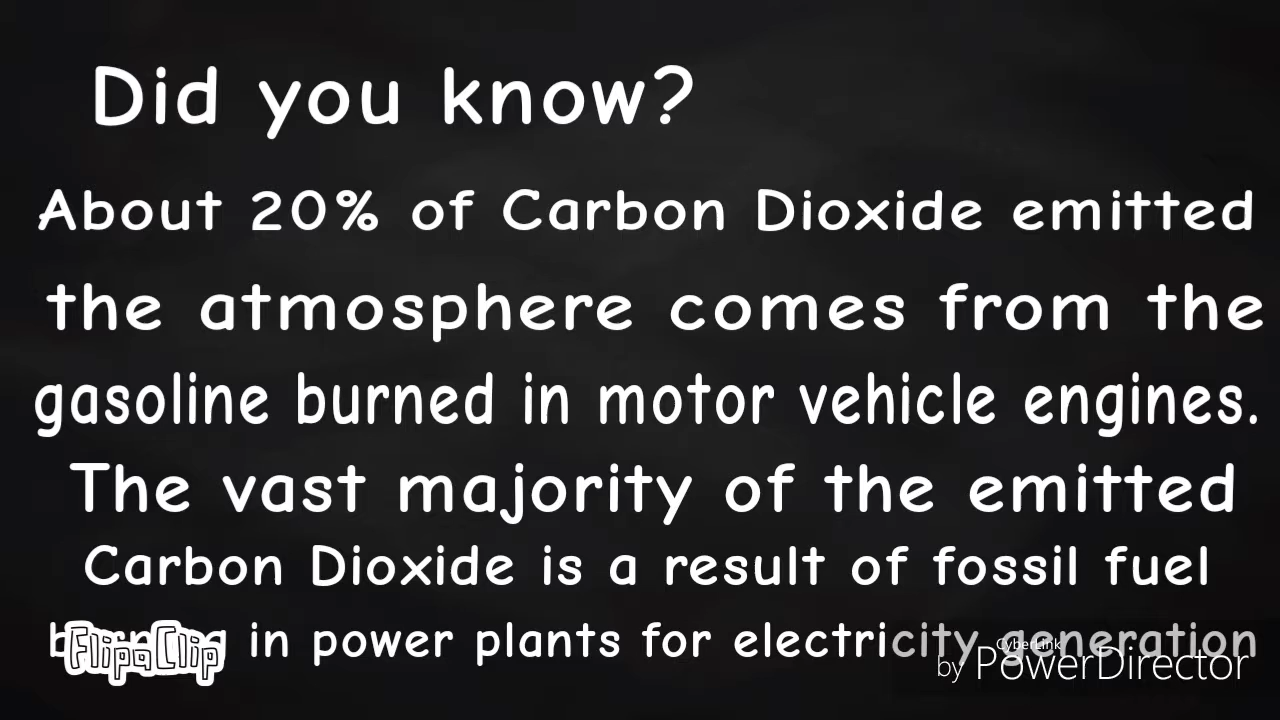 Did you know?
About 20% of Carbon Dioxide emitted
the atmosphere comes from the
gasoline burned in motor vehicle engines.
The vast majority of the emitted
Carbon Dioxide is a result of fossil fuel
burning in power plants for electricity generation
FlipaClip
CyberLink
by PowerDirector